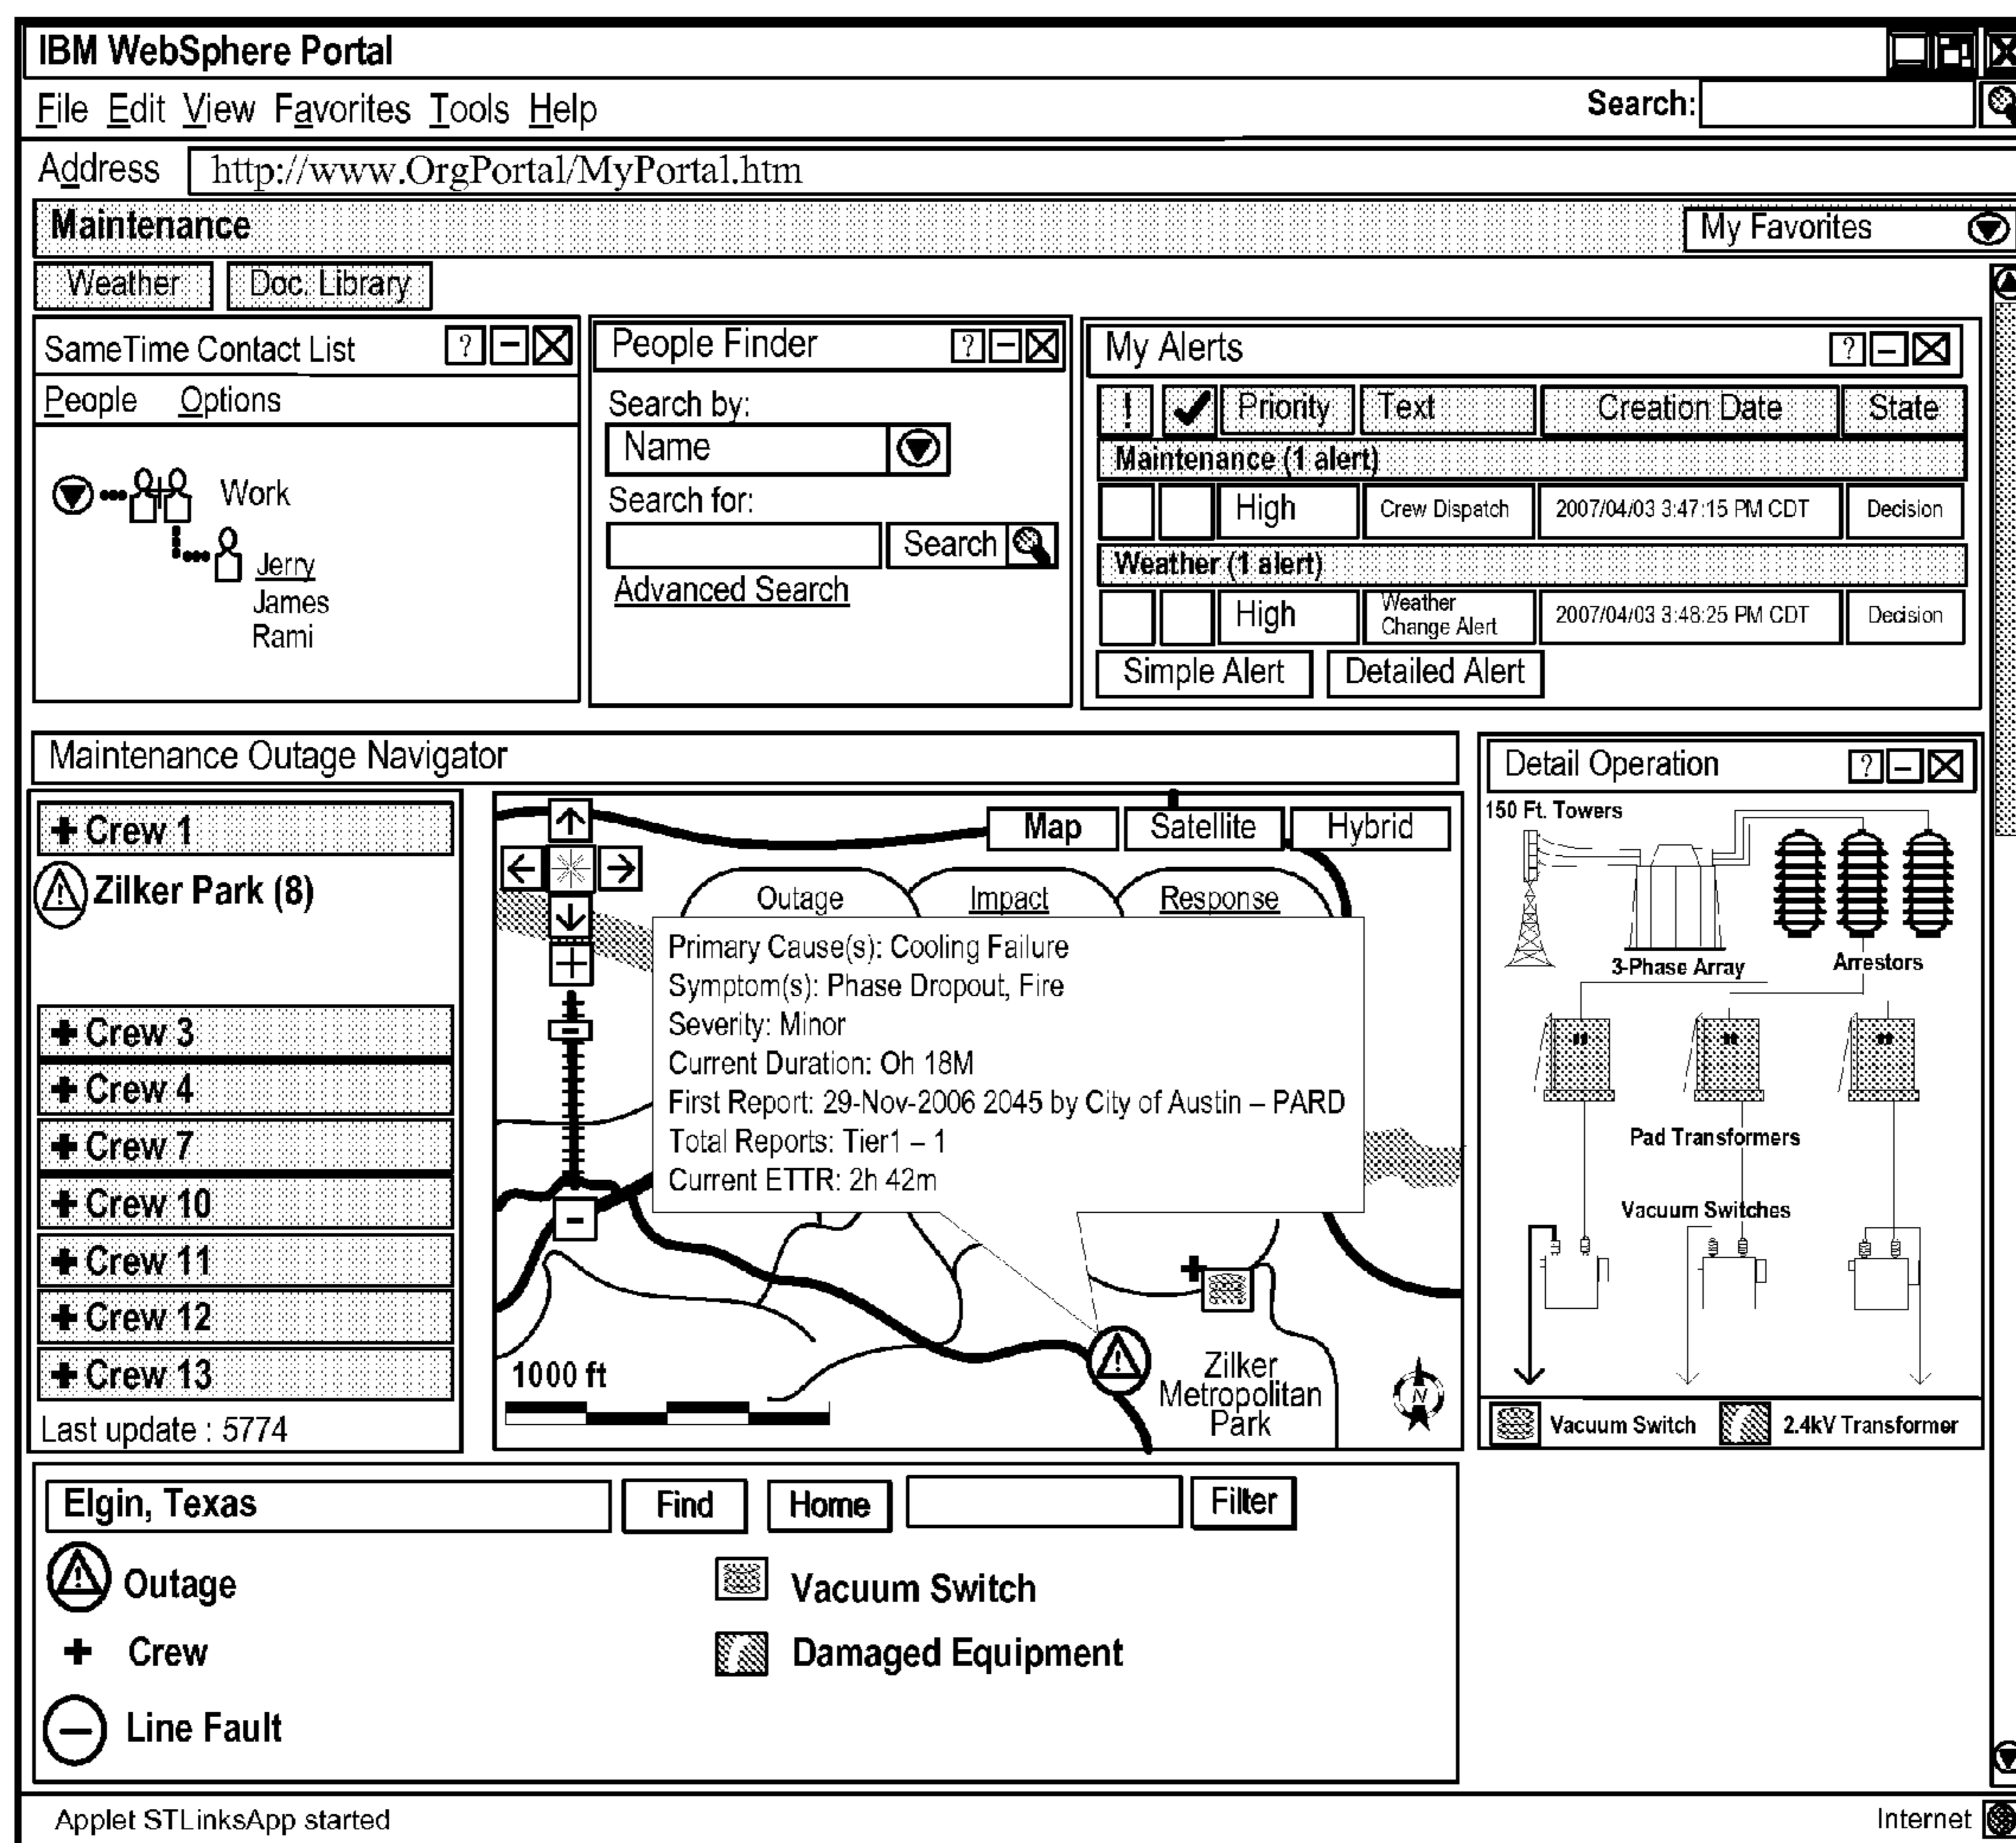 IBM WebSphere Portal
File Edit View Favorites Tools Help
Search:
Address http://www.OrgPortal/MyPortal.htm
Maintenance
My Favorites
Weather Doc. Library
SameTime Contact List ?
People Options
Work
Jerry
James
Rami
People Finder ?
Search by:
Name
Search for:
Search
Advanced Search
My Alerts ?
! Priority Text Creation Date State
Maintenance (1 alert)
High Crew Dispatch 2007/04/03 3:47:15 PM CDT Decision
Weather (1 alert)
High Weather Change Alert 2007/04/03 3:48:25 PM CDT Decision
Simple Alert Detailed Alert
Maintenance Outage Navigator
+ Crew 1
Zilker Park (8)
+ Crew 3
+ Crew 4
+ Crew 7
+ Crew 10
+ Crew 11
+ Crew 12
+ Crew 13
Last update : 5774
Map Satellite Hybrid
Outage Impact Response
Primary Cause(s): Cooling Failure
Symptom(s): Phase Dropout, Fire
Severity: Minor
Current Duration: Oh 18M
First Report: 29-Nov-2006 2045 by City of Austin – PARD
Total Reports: Tier1 – 1
Current ETTR: 2h 42m
1000 ft
Zilker
Metropolitan
Park
N
Detail Operation ?
150 Ft. Towers
3-Phase Array
Arrestors
Pad Transformers
Vacuum Switches
Vacuum Switch 2.4kV Transformer
Elgin, Texas Find Home Filter
Outage
Vacuum Switch
+ Crew
Damaged Equipment
Line Fault
Applet STLinksApp started
Internet